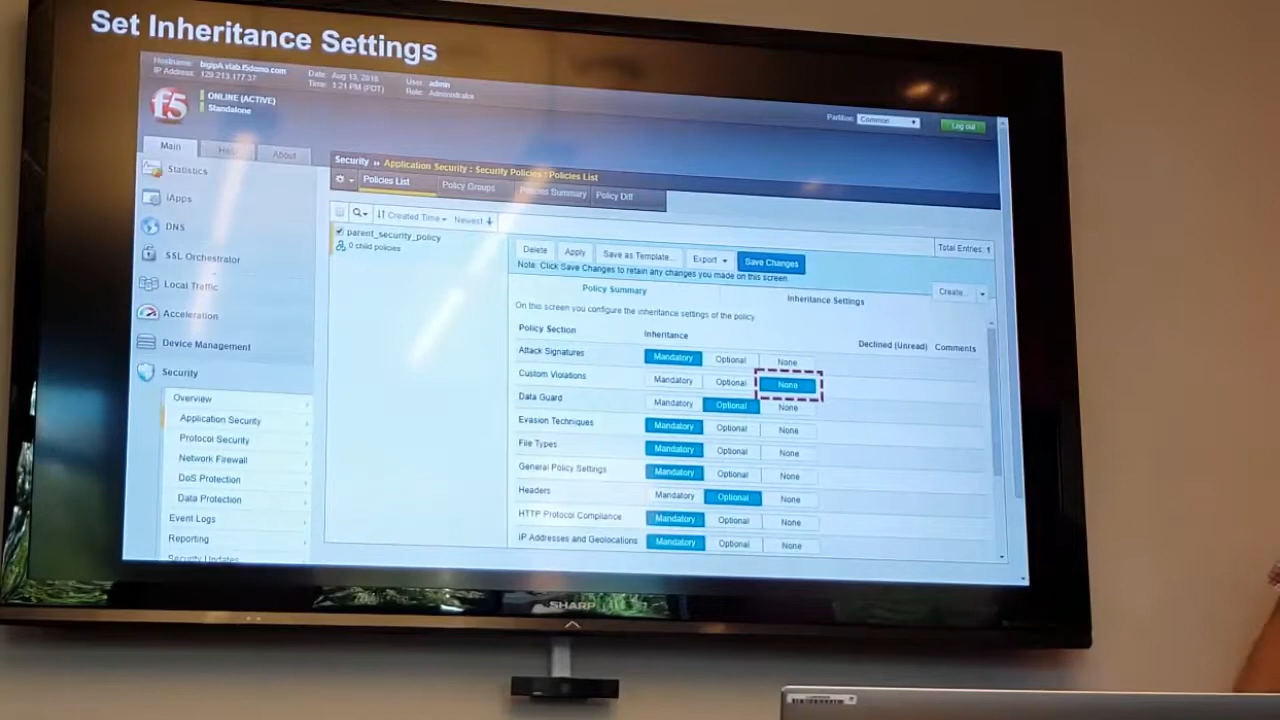 Set Inheritance Settings
Hostname: bigipA.vlab.f5demo.com Date: Aug 13, 2018 User: admin
IP Address: 129.213.177.37 Time: 1:21 PM (PDT) Role: Administrator
Partition: Common Log out
f5
ONLINE (ACTIVE)
Standalone
Main Help About
Statistics
iApps
DNS
SSL Orchestrator
Local Traffic
Acceleration
Device Management
Security
Overview
Application Security
Protocol Security
Network Firewall
DoS Protection
Data Protection
Event Logs
Reporting
Security Updates
Security ›› Application Security : Security Policies : Policies List
Policies List Policy Groups Policies Summary Policy Diff
Created Time Newest
Total Entries: 1
parent_security_policy
0 child policies
Delete Apply Save as Template... Export Save Changes
Note: Click Save Changes to retain any changes you made on this screen.
Create...
Policy Summary Inheritance Settings
On this screen you configure the inheritance settings of the policy.
Policy Section Inheritance Declined (Unread) Comments
Attack Signatures Mandatory Optional None
Custom Violations Mandatory Optional None
Data Guard Mandatory Optional None
Evasion Techniques Mandatory Optional None
File Types Mandatory Optional None
General Policy Settings Mandatory Optional None
Headers Mandatory Optional None
HTTP Protocol Compliance Mandatory Optional None
IP Addresses and Geolocations Mandatory Optional None
SHARP